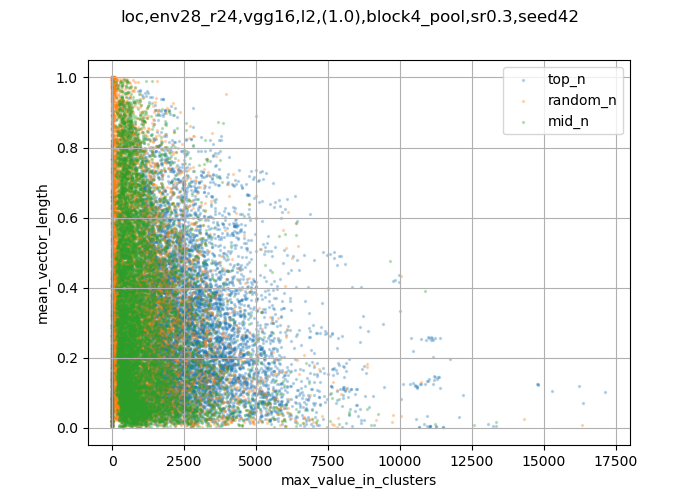 loc,env28_r24,vgg16,l2,(1.0),block4_pool,sr0.3,seed42
top_n
random_n
mid_n
mean_vector_length
1.0
0.8
0.6
0.4
0.2
0.0
0 2500 5000 7500 10000 12500 15000 17500
max_value_in_clusters